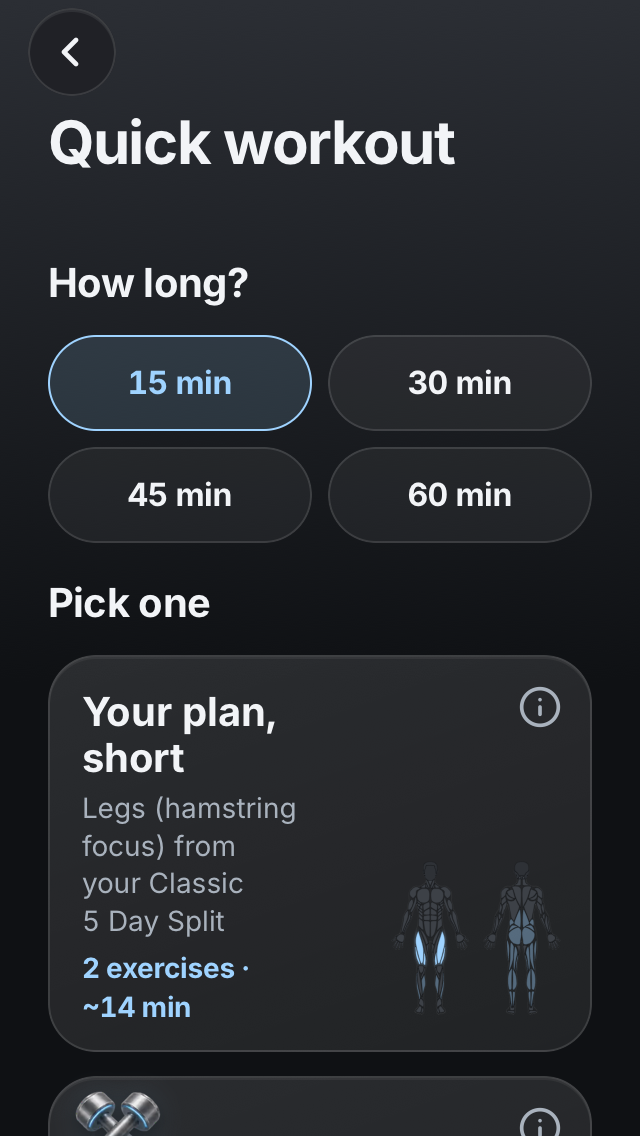 Quick workout
How long?
15 min
30 min
45 min
60 min
Pick one
Your plan,
short
Legs (hamstring
focus) from
your Classic
5 Day Split
2 exercises ·
~14 min